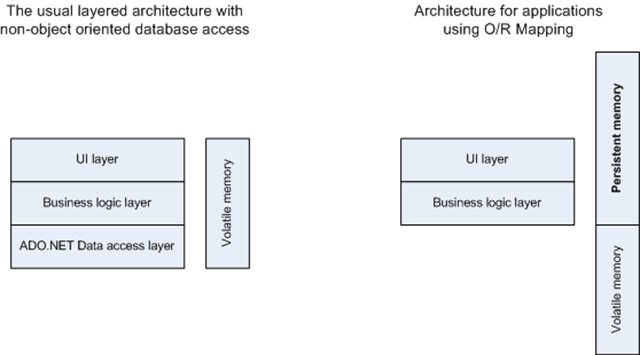 The usual layered architecture with
non-object oriented database access
UI layer
Business logic layer
ADO.NET Data access layer
Volatile memory
Architecture for applications
using O/R Mapping
UI layer
Business logic layer
Persistent memory
Volatile memory